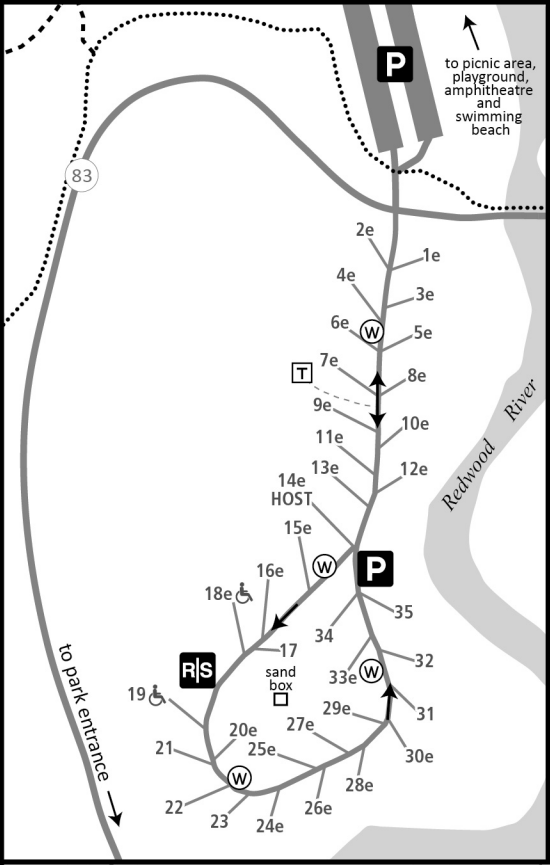 P
to picnic area,
playground,
amphitheatre
and
swimming
beach
83
2e
1e
4e
3e
6e
W
5e
7e
T
8e
9e
10e
11e
13e
12e
14e
HOST
15e
W
P
16e
18e
35
34
17
R|S
sand
box
32
33e
W
19
29e
31
20e
27e
21
25e
30e
W
28e
22
26e
23
24e
Redwood River
to park entrance